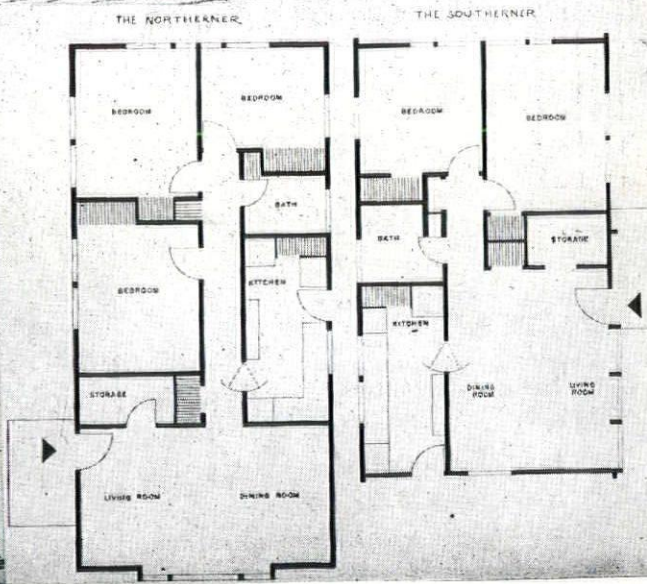 THE NORTHERNER
THE SOUTHERNER
BEDROOM
BEDROOM
BATH
BEDROOM
KITCHEN
STORAGE
LIVING ROOM
DINING ROOM
BEDROOM
BEDROOM
BATH
STORAGE
KITCHEN
DINING
ROOM
LIVING
ROOM